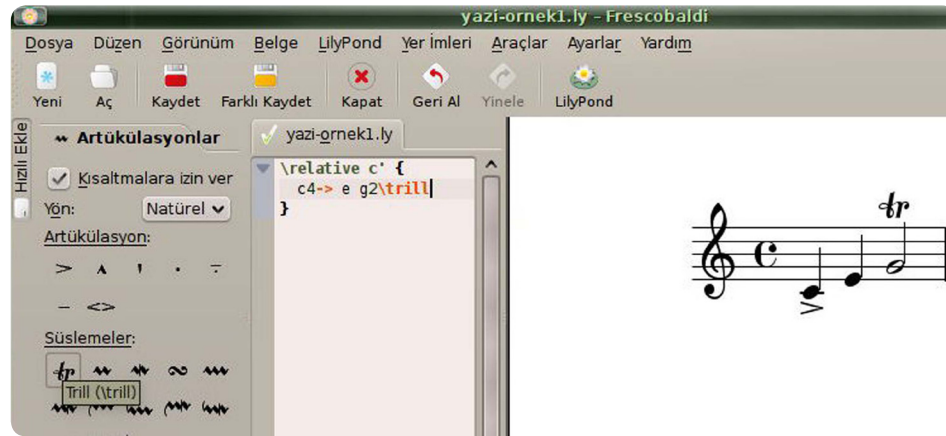 yazi-ornek1.ly – Frescobaldi
Dosya Düzen Görünüm Belge LilyPond Yer İmleri Araçlar Ayarlar Yardım
Yeni Aç Kaydet Farklı Kaydet Kapat Geri Al Yinele LilyPond
Hızlı Ekle
Artükülasyonlar
yazi-ornek1.ly
Kısaltmalara izin ver
Yön: Natürel
Artükülasyon:
Süslemeler:
Trill (\trill)
\relative c' {
c4-> e g2\trill
}
tr